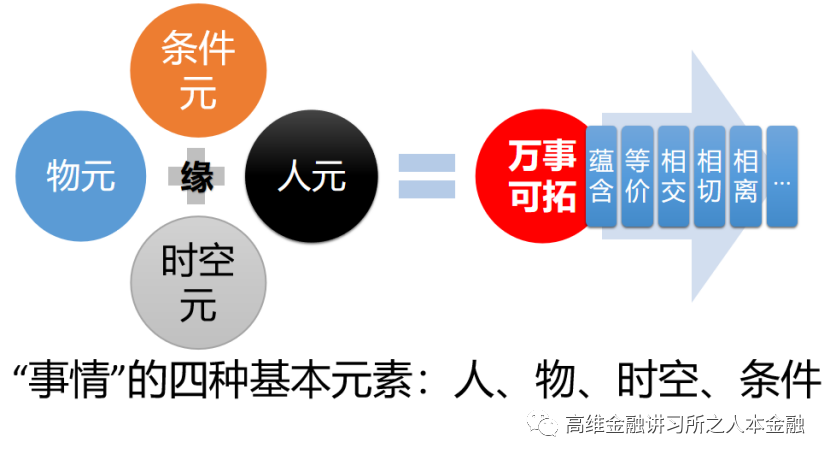 条件
元
物元
缘
人元
时空
元
万事
可拓
蕴含
等价
相交
相切
相离
...
“事情”的四种基本元素：人、物、时空、条件
高维金融讲习所之人本金融